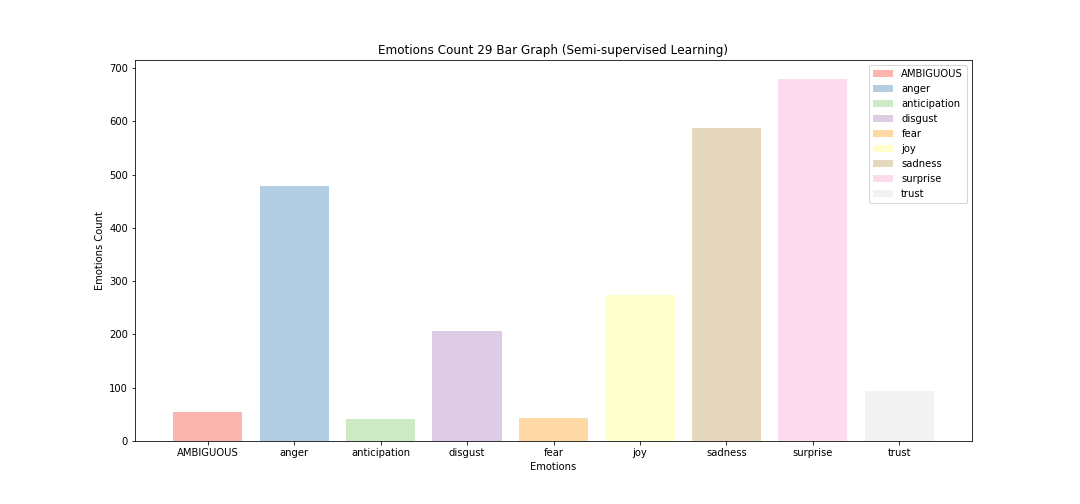 Emotions Count 29 Bar Graph (Semi-supervised Learning)
700
600
500
400
300
200
100
0
Emotions Count
AMBIGUOUS
anger
anticipation
disgust
fear
joy
sadness
surprise
trust
AMBIGUOUS anger anticipation disgust fear joy sadness surprise trust
Emotions